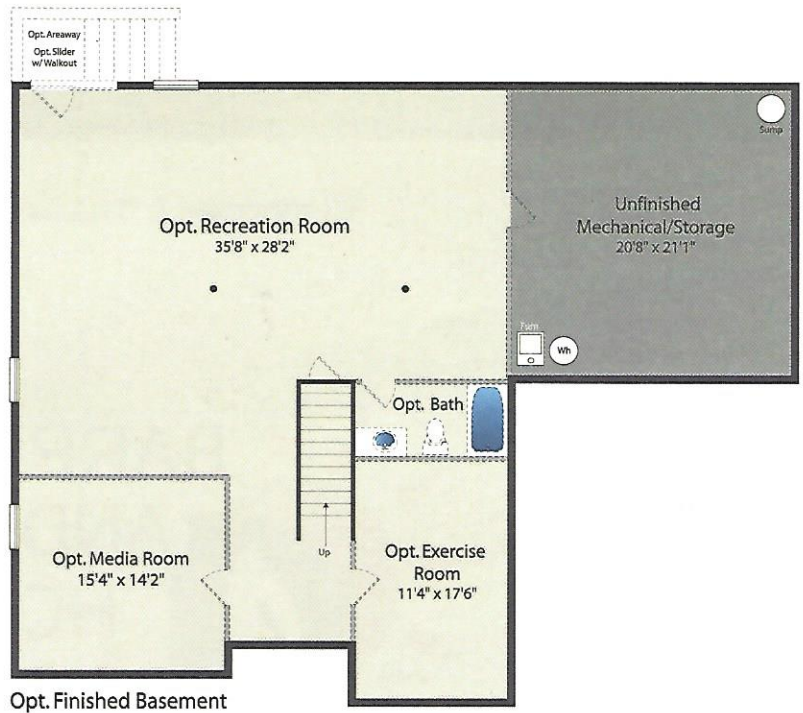 Opt. Areaway
Opt. Slider
w/ Walkout
Sump
Opt. Recreation Room
35'8" x 28'2"
Unfinished
Mechanical/Storage
20'8" x 21'1"
Furn
Wh
Opt. Bath
Up
Opt. Media Room
15'4" x 14'2"
Opt. Exercise
Room
11'4" x 17'6"
Opt. Finished Basement